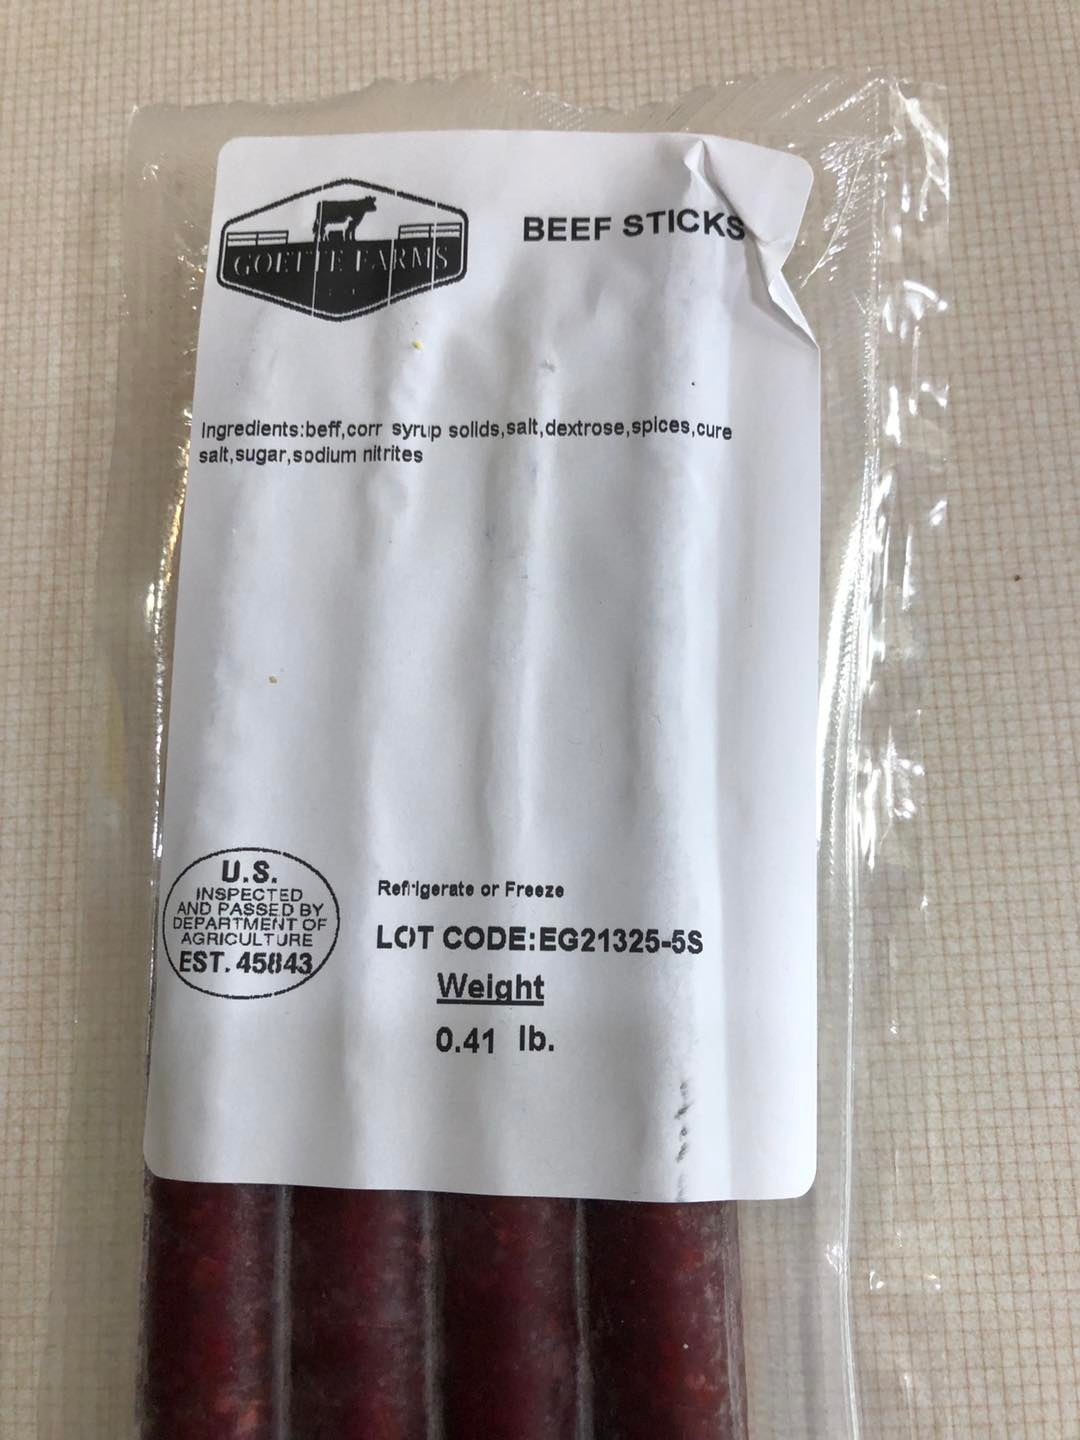 GOETTE FARMS
BEEF STICKS
Ingredients:beff,corr syrup solids,salt,dextrose,spices,cure
salt,sugar,sodium nitrites
U.S.
INSPECTED
AND PASSED BY
DEPARTMENT OF
AGRICULTURE
EST. 45843
Refrigerate or Freeze
LOT CODE:EG21325-5S
Weight
0.41 lb.